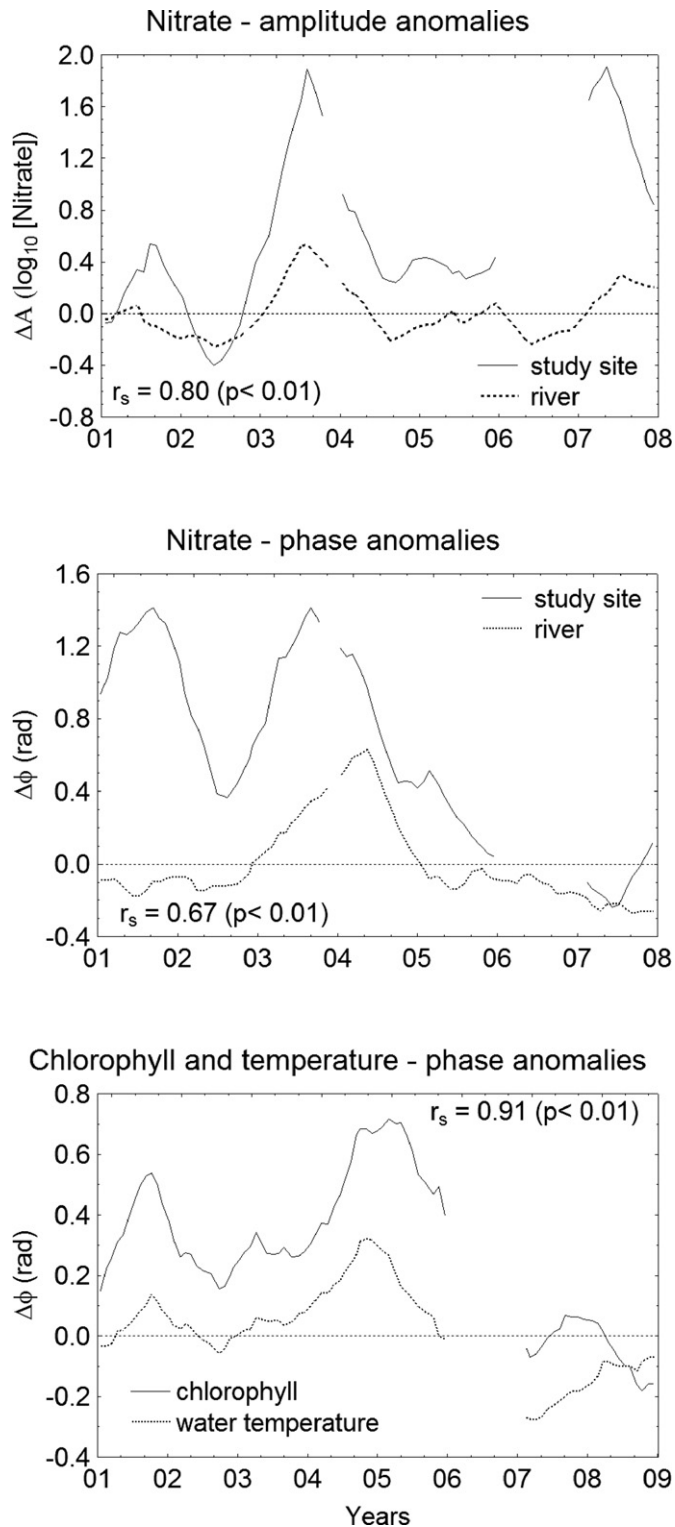 Nitrate - amplitude anomalies
2.0
1.6
1.2
0.8
0.4
0.0
-0.4
-0.8
ΔA (log₁₀ [Nitrate])
study site
river
rₛ = 0.80 (p< 0.01)
01 02 03 04 05 06 07 08
Nitrate - phase anomalies
1.6
1.2
0.8
0.4
0.0
-0.4
Δϕ (rad)
study site
river
rₛ = 0.67 (p< 0.01)
01 02 03 04 05 06 07 08
Chlorophyll and temperature - phase anomalies
0.8
0.6
0.4
0.2
0.0
-0.2
-0.4
Δϕ (rad)
rₛ = 0.91 (p< 0.01)
chlorophyll
water temperature
01 02 03 04 05 06 07 08 09
Years